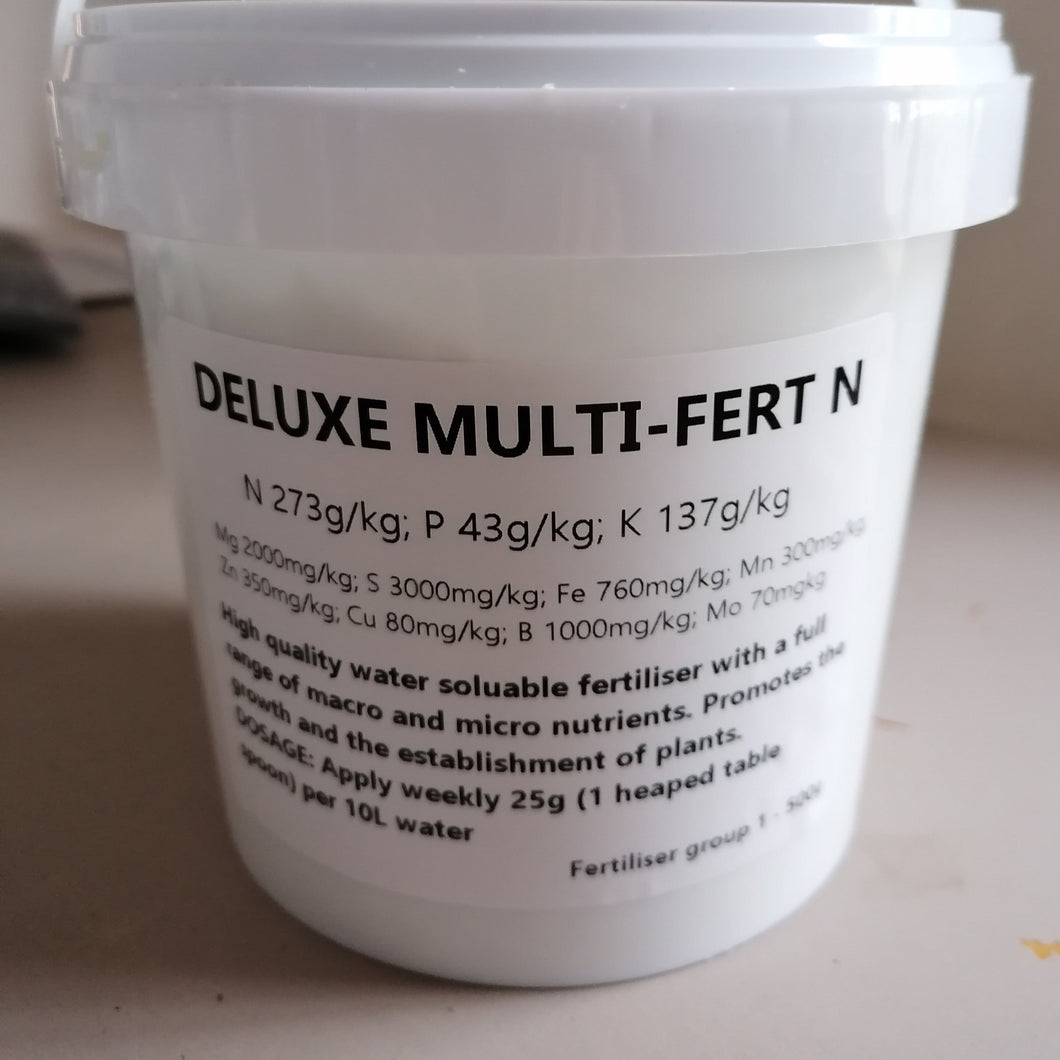 DELUXE MULTI-FERT N
N 273g/kg; P 43g/kg; K 137g/kg
Mg 2000mg/kg; S 3000mg/kg; Fe 760mg/kg; Mn 300mg/kg;
Zn 350mg/kg; Cu 80mg/kg; B 1000mg/kg; Mo 70mgkg
High quality water soluable fertiliser with a full
range of macro and micro nutrients. Promotes the
growth and the establishment of plants.
DOSAGE: Apply weekly 25g (1 heaped table
spoon) per 10L water
Fertiliser group 1 - 500g